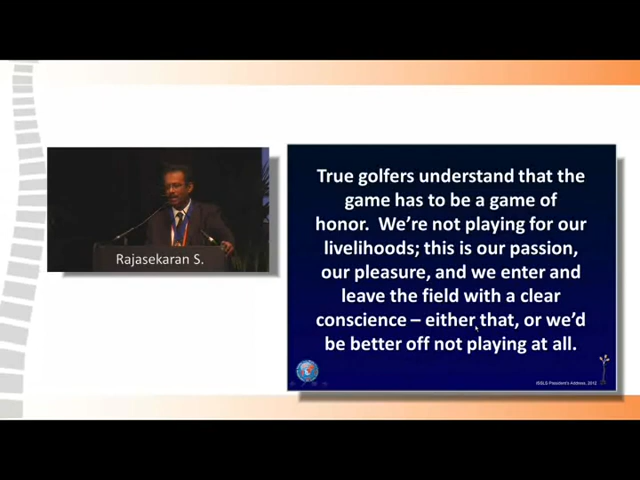 Rajasekaran S.
True golfers understand that the
game has to be a game of
honor. We're not playing for our
livelihoods; this is our passion,
our pleasure, and we enter and
leave the field with a clear
conscience – either that, or we'd
be better off not playing at all.
ISSLS President's Address, 2012